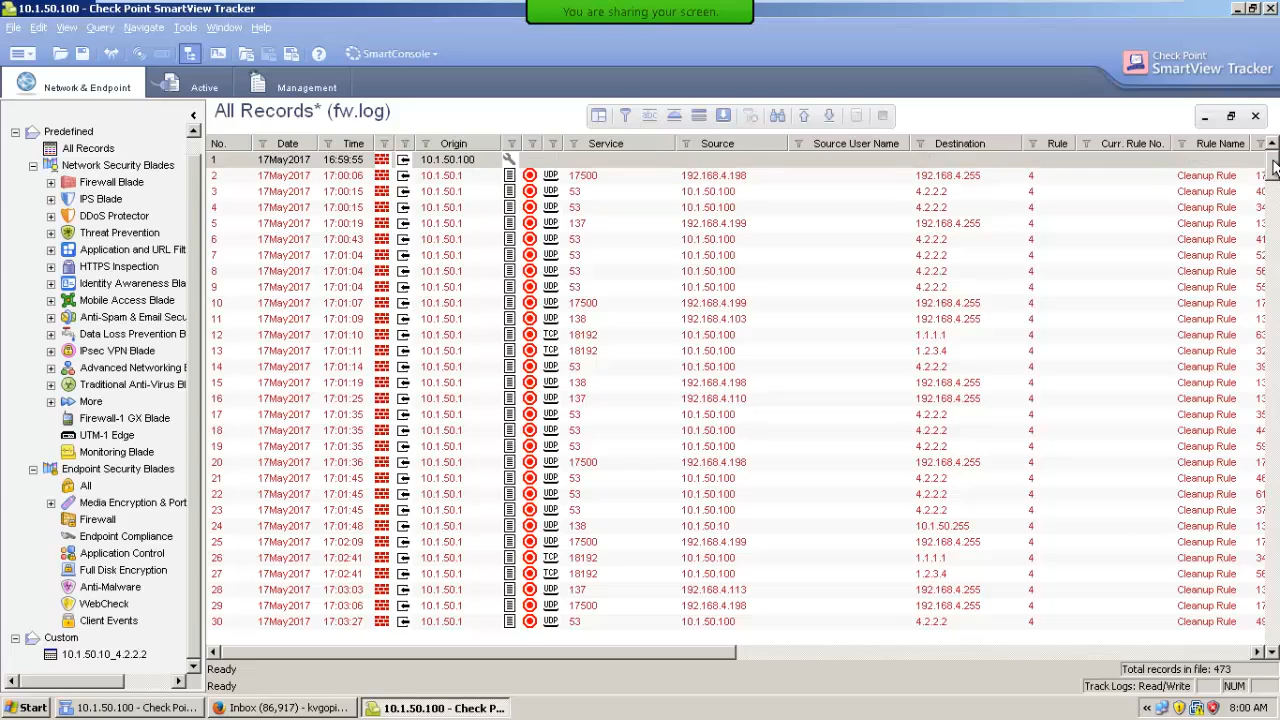 10.1.50.100 - Check Point SmartView Tracker
You are sharing your screen.
File Edit View Query Navigate Tools Window Help
SmartConsole
Check Point
SmartView Tracker
Network & Endpoint Active Management
All Records* (fw.log)
Predefined
All Records
Network Security Blades
Firewall Blade
IPS Blade
DDoS Protector
Threat Prevention
Application and URL Filt
HTTPS Inspection
Identity Awareness Bla
Mobile Access Blade
Anti-Spam & Email Secu
Data Loss Prevention B
IPsec VPN Blade
Advanced Networking
Traditional Anti-Virus Bl
More
Firewall-1 GX Blade
UTM-1 Edge
Monitoring Blade
Endpoint Security Blades
All
Media Encryption & Port
Firewall
Endpoint Compliance
Application Control
Full Disk Encryption
Anti-Malware
WebCheck
Client Events
Custom
10.1.50.10_4.2.2.2
No. Date Time Origin Service Source Source User Name Destination Rule Curr. Rule No. Rule Name
1 17May2017 16:59:55 10.1.50.100
2 17May2017 17:00:06 10.1.50.1 UDP 17500 192.168.4.198 192.168.4.255 4 Cleanup Rule
3 17May2017 17:00:15 10.1.50.1 UDP 53 10.1.50.100 4.2.2.2 4 Cleanup Rule
4 17May2017 17:00:15 10.1.50.1 UDP 53 10.1.50.100 4.2.2.2 4 Cleanup Rule
5 17May2017 17:00:19 10.1.50.1 UDP 137 192.168.4.199 192.168.4.255 4 Cleanup Rule
6 17May2017 17:00:43 10.1.50.1 UDP 53 10.1.50.100 4.2.2.2 4 Cleanup Rule
7 17May2017 17:01:04 10.1.50.1 UDP 53 10.1.50.100 4.2.2.2 4 Cleanup Rule
8 17May2017 17:01:04 10.1.50.1 UDP 53 10.1.50.100 4.2.2.2 4 Cleanup Rule
9 17May2017 17:01:04 10.1.50.1 UDP 53 10.1.50.100 4.2.2.2 4 Cleanup Rule
10 17May2017 17:01:07 10.1.50.1 UDP 17500 192.168.4.199 192.168.4.255 4 Cleanup Rule
11 17May2017 17:01:09 10.1.50.1 UDP 138 192.168.4.103 192.168.4.255 4 Cleanup Rule
12 17May2017 17:01:10 10.1.50.1 TCP 18192 10.1.50.100 1.1.1.1 4 Cleanup Rule
13 17May2017 17:01:11 10.1.50.1 TCP 18192 10.1.50.100 1.2.3.4 4 Cleanup Rule
14 17May2017 17:01:14 10.1.50.1 UDP 53 10.1.50.100 4.2.2.2 4 Cleanup Rule
15 17May2017 17:01:19 10.1.50.1 UDP 138 192.168.4.198 192.168.4.255 4 Cleanup Rule
16 17May2017 17:01:25 10.1.50.1 UDP 137 192.168.4.110 192.168.4.255 4 Cleanup Rule
17 17May2017 17:01:35 10.1.50.1 UDP 53 10.1.50.100 4.2.2.2 4 Cleanup Rule
18 17May2017 17:01:35 10.1.50.1 UDP 53 10.1.50.100 4.2.2.2 4 Cleanup Rule
19 17May2017 17:01:35 10.1.50.1 UDP 53 10.1.50.100 4.2.2.2 4 Cleanup Rule
20 17May2017 17:01:36 10.1.50.1 UDP 17500 192.168.4.198 192.168.4.255 4 Cleanup Rule
21 17May2017 17:01:45 10.1.50.1 UDP 53 10.1.50.100 4.2.2.2 4 Cleanup Rule
22 17May2017 17:01:45 10.1.50.1 UDP 53 10.1.50.100 4.2.2.2 4 Cleanup Rule
23 17May2017 17:01:45 10.1.50.1 UDP 53 10.1.50.100 4.2.2.2 4 Cleanup Rule
24 17May2017 17:01:48 10.1.50.1 UDP 138 10.1.50.10 10.1.50.255 4 Cleanup Rule
25 17May2017 17:02:09 10.1.50.1 UDP 17500 192.168.4.199 192.168.4.255 4 Cleanup Rule
26 17May2017 17:02:41 10.1.50.1 TCP 18192 10.1.50.100 1.1.1.1 4 Cleanup Rule
27 17May2017 17:02:41 10.1.50.1 TCP 18192 10.1.50.100 1.2.3.4 4 Cleanup Rule
28 17May2017 17:03:03 10.1.50.1 UDP 137 192.168.4.113 192.168.4.255 4 Cleanup Rule
29 17May2017 17:03:06 10.1.50.1 UDP 17500 192.168.4.198 192.168.4.255 4 Cleanup Rule
30 17May2017 17:03:27 10.1.50.1 UDP 53 10.1.50.100 4.2.2.2 4 Cleanup Rule
Ready Total records in file: 473
Ready Track Logs: Read/Write NUM
Start 10.1.50.100 - Check Poi... Inbox (86,917) - kvgopi... 10.1.50.100 - Check P... 8:00 AM